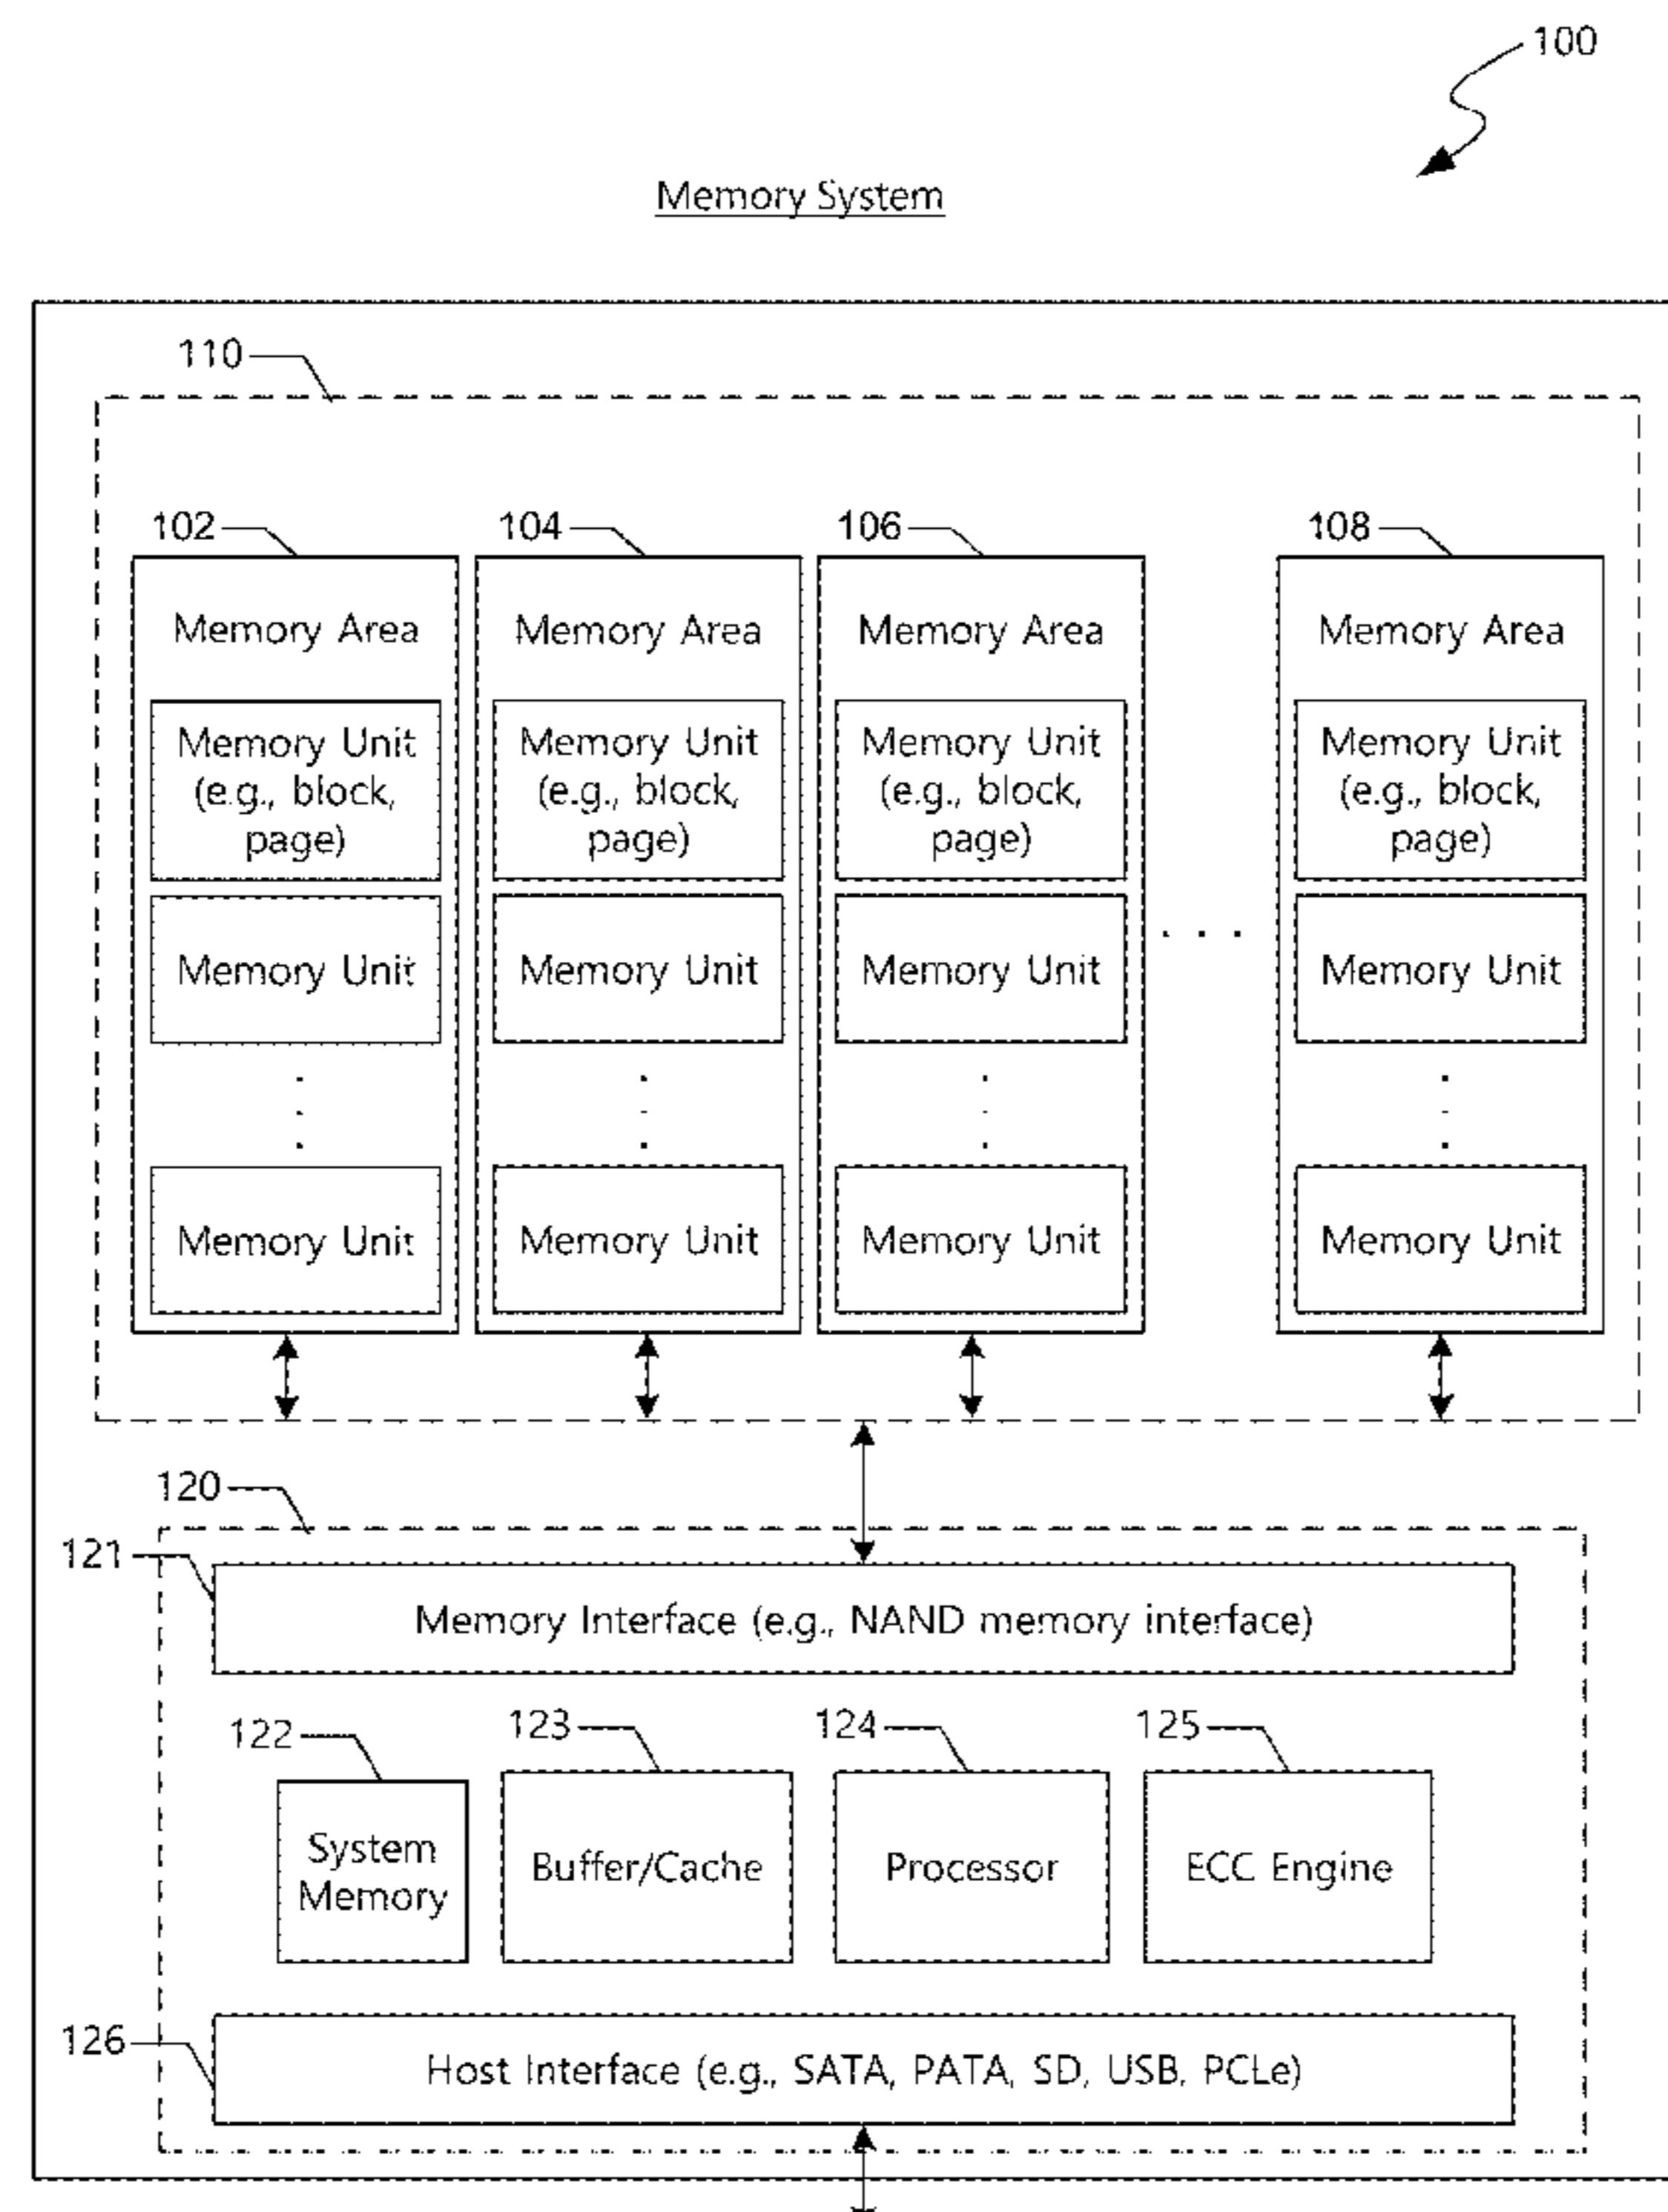 100
Memory System
110
102
104
106
108
Memory Area
Memory Area
Memory Area
Memory Area
Memory Unit
(e.g., block,
page)
Memory Unit
(e.g., block,
page)
Memory Unit
(e.g., block,
page)
Memory Unit
(e.g., block,
page)
Memory Unit
Memory Unit
Memory Unit
. . .
Memory Unit
Memory Unit
Memory Unit
Memory Unit
Memory Unit
120
121
Memory Interface (e.g., NAND memory interface)
122
123
124
125
System
Memory
Buffer/Cache
Processor
ECC Engine
126
Host Interface (e.g., SATA, PATA, SD, USB, PCLe)